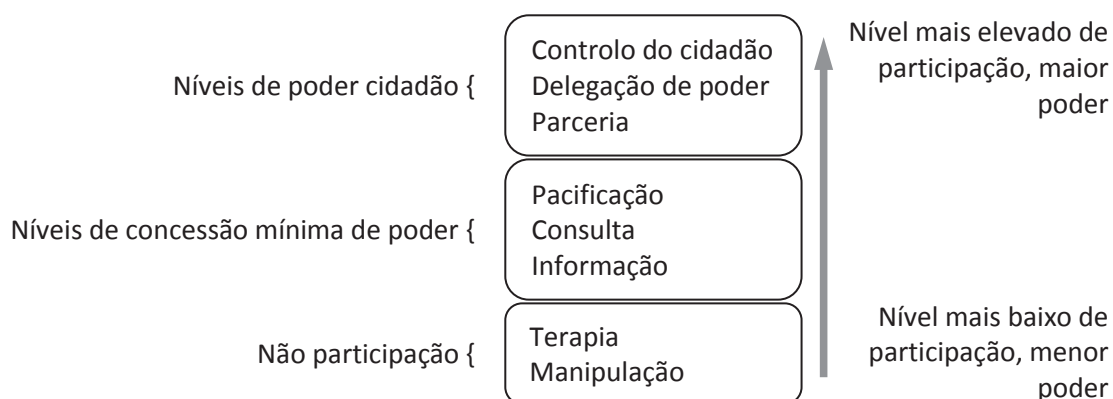 Níveis de poder cidadão {
Controlo do cidadão
Delegação de poder
Parceria
Nível mais elevado de
participação, maior
poder
Níveis de concessão mínima de poder {
Pacificação
Consulta
Informação
Não participação {
Terapia
Manipulação
Nível mais baixo de
participação, menor
poder